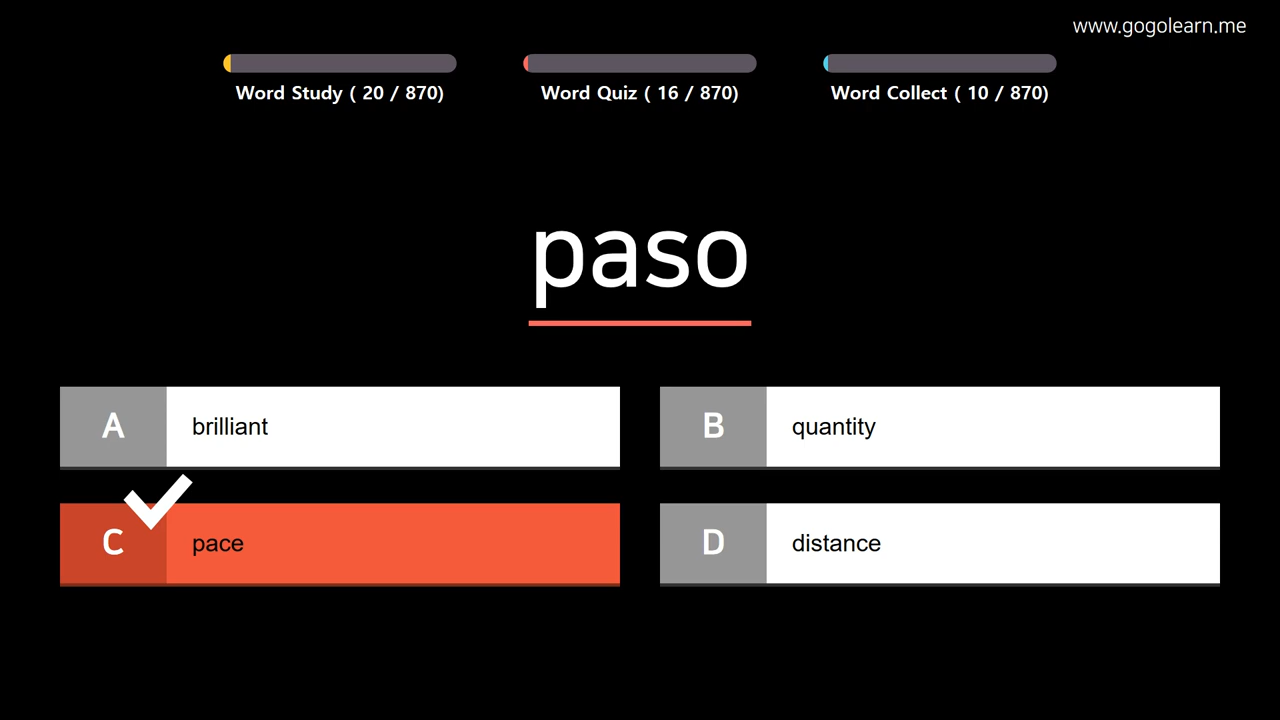 www.gogolearn.me
Word Study ( 20 / 870)
Word Quiz ( 16 / 870)
Word Collect ( 10 / 870)
paso
A brilliant
B quantity
C pace
D distance